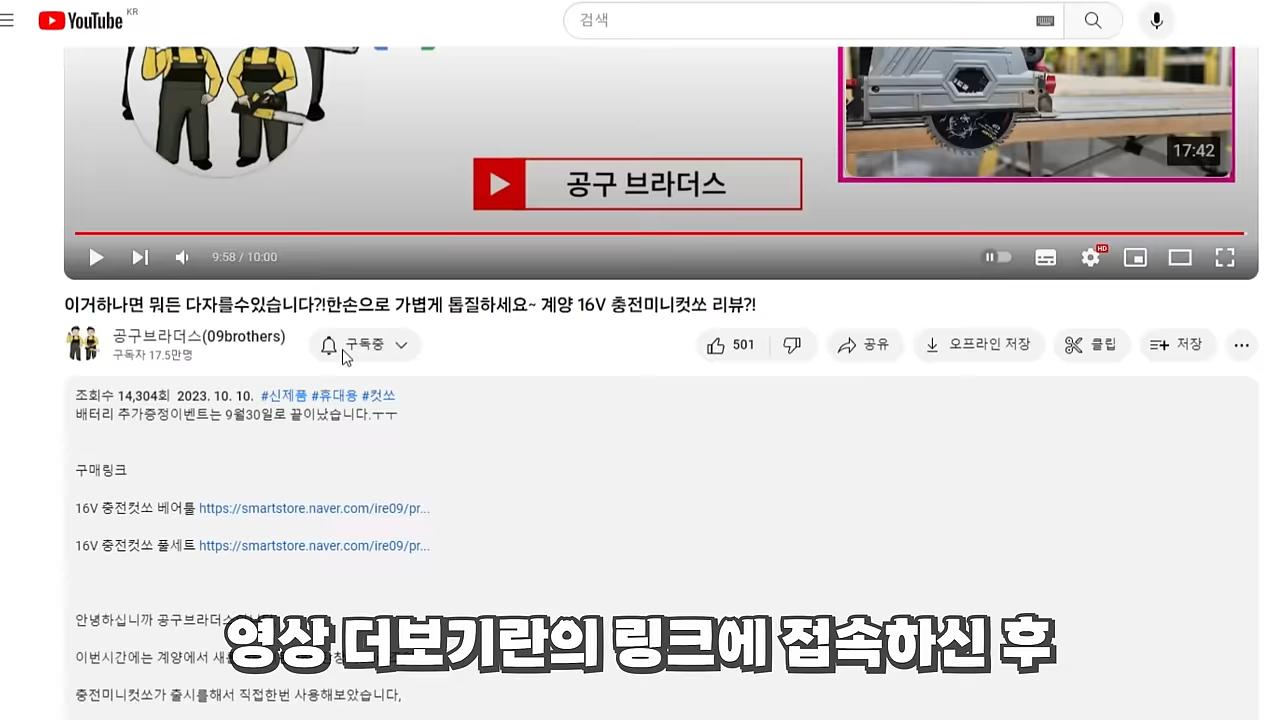 YouTube KR
검색
17:42
공구 브라더스
9:58 / 10:00
HD
이거하나면 뭐든 다자를수있습니다?!한손으로 가볍게 톱질하세요~ 계양 16V 충전미니컷쏘 리뷰?!
공구브라더스(09brothers)
구독자 17.5만명
구독중
501
공유
오프라인 저장
클립
저장
조회수 14,304회 2023. 10. 10. #신제품 #휴대용 #컷쏘
배터리 추가증정이벤트는 9월30일로 끝이났습니다.ㅜㅜ
구매링크
16V 충전컷쏘 베어툴 https://smartstore.naver.com/ire09/pr...
16V 충전컷쏘 풀세트 https://smartstore.naver.com/ire09/pr...
안녕하십니까 공구브라더스
영상 더보기란의 링크에 접속하신 후
이번시간에는 계양에서
충전미니컷쏘가 출시를해서 직접한번 사용해보았습니다,